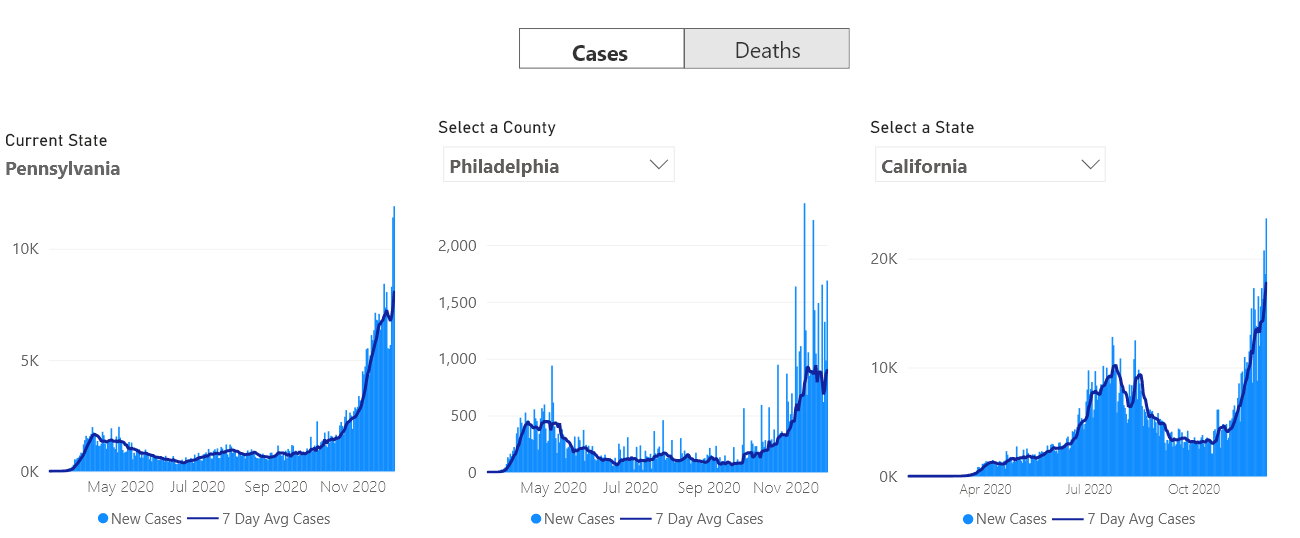 Cases Deaths
Current State
Pennsylvania
10K
5K
0K
May 2020 Jul 2020 Sep 2020 Nov 2020
New Cases 7 Day Avg Cases
Select a County
Philadelphia
2,000
1,500
1,000
500
0
May 2020 Jul 2020 Sep 2020 Nov 2020
New Cases 7 Day Avg Cases
Select a State
California
20K
10K
0K
Apr 2020 Jul 2020 Oct 2020
New Cases 7 Day Avg Cases